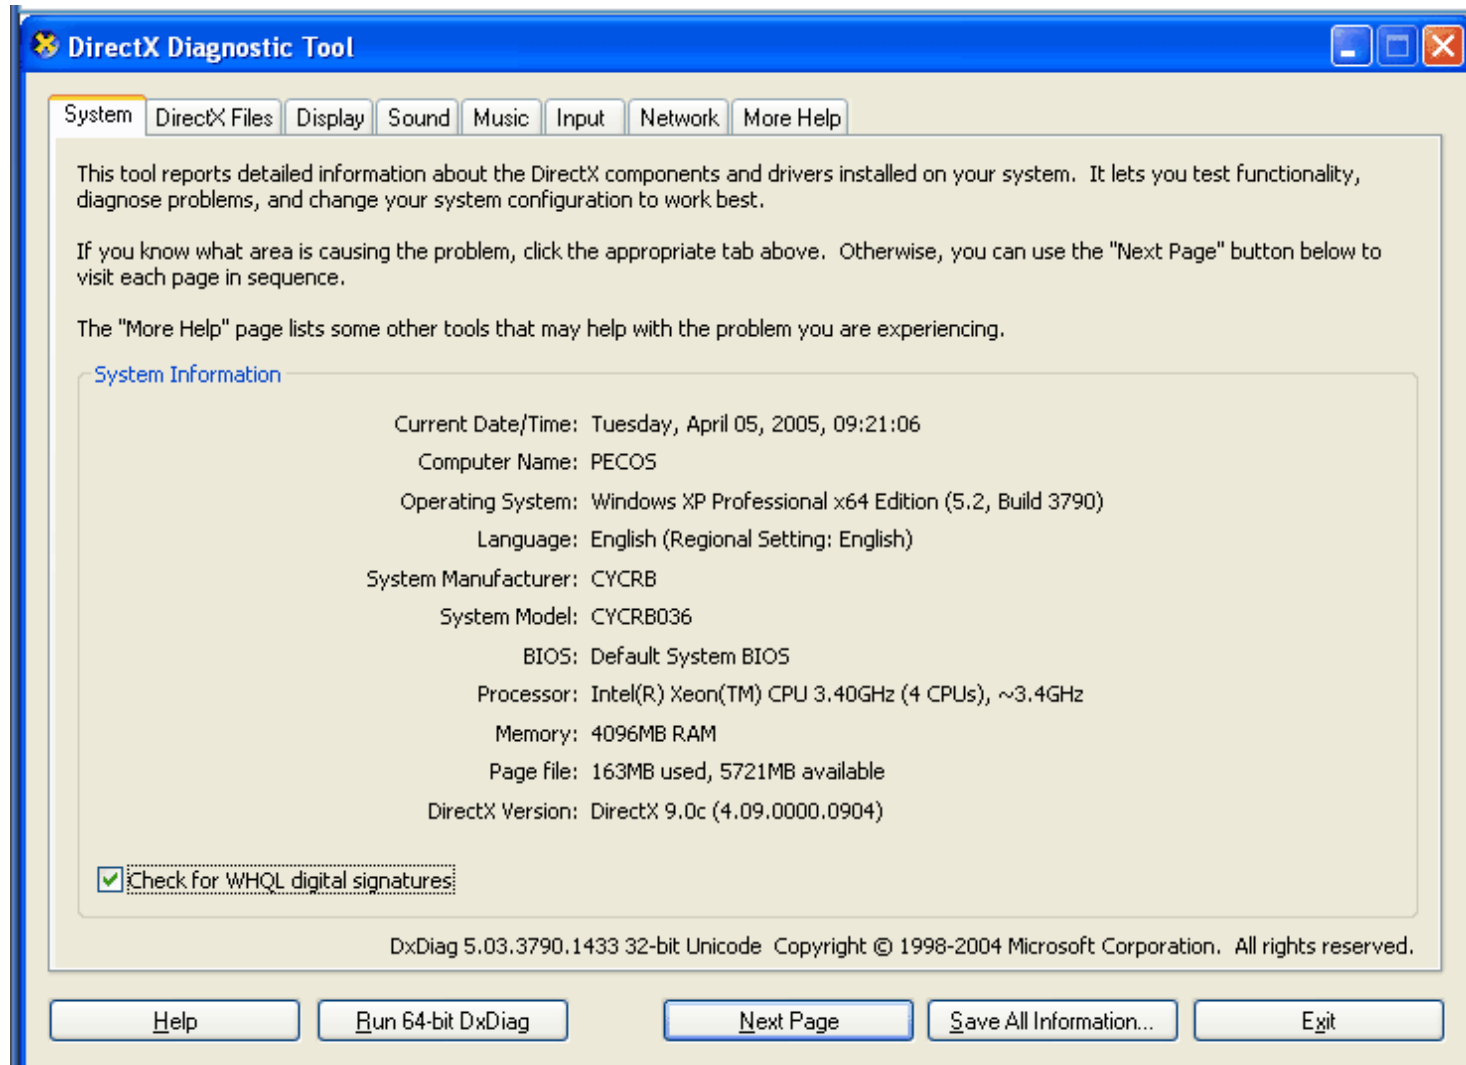 DirectX Diagnostic Tool
System DirectX Files Display Sound Music Input Network More Help
This tool reports detailed information about the DirectX components and drivers installed on your system. It lets you test functionality,
diagnose problems, and change your system configuration to work best.
If you know what area is causing the problem, click the appropriate tab above. Otherwise, you can use the "Next Page" button below to
visit each page in sequence.
The "More Help" page lists some other tools that may help with the problem you are experiencing.
System Information
Current Date/Time: Tuesday, April 05, 2005, 09:21:06
Computer Name: PECOS
Operating System: Windows XP Professional x64 Edition (5.2, Build 3790)
Language: English (Regional Setting: English)
System Manufacturer: CYCRB
System Model: CYCRB036
BIOS: Default System BIOS
Processor: Intel(R) Xeon(TM) CPU 3.40GHz (4 CPUs), ~3.4GHz
Memory: 4096MB RAM
Page file: 163MB used, 5721MB available
DirectX Version: DirectX 9.0c (4.09.0000.0904)
Check for WHQL digital signatures
DxDiag 5.03.3790.1433 32-bit Unicode Copyright © 1998-2004 Microsoft Corporation. All rights reserved.
Help Run 64-bit DxDiag Next Page Save All Information... Exit